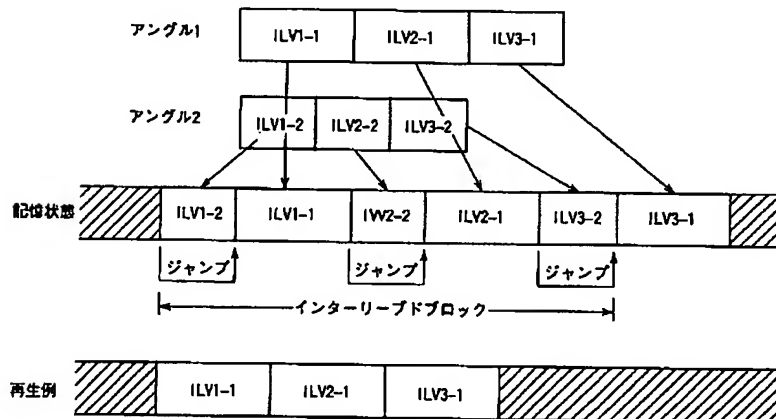 アングル1 ILV1-1 ILV2-1 ILV3-1
アングル2 ILV1-2 ILV2-2 ILV3-2
記憶状態 ILV1-2 ILV1-1 IW2-2 ILV2-1 ILV3-2 ILV3-1
ジャンプ ジャンプ ジャンプ
インターリーブドブロック
再生例 ILV1-1 ILV2-1 ILV3-1